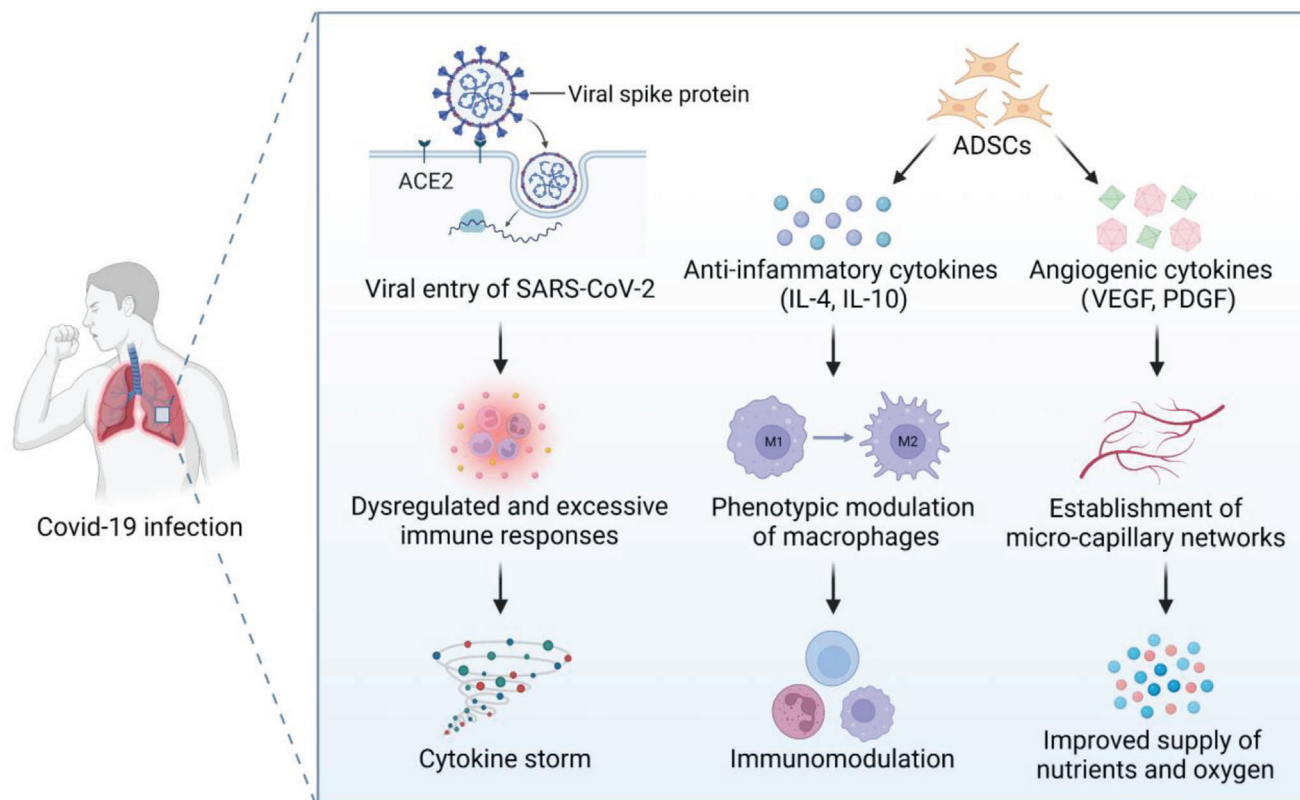 Viral spike protein
ACE2
Viral entry of SARS-CoV-2
Dysregulated and excessive
immune responses
Cytokine storm
ADSCs
Anti-infammatory cytokines
(IL-4, IL-10)
M1
M2
Phenotypic modulation
of macrophages
Immunomodulation
Angiogenic cytokines
(VEGF, PDGF)
Establishment of
micro-capillary networks
Improved supply of
nutrients and oxygen
Covid-19 infection